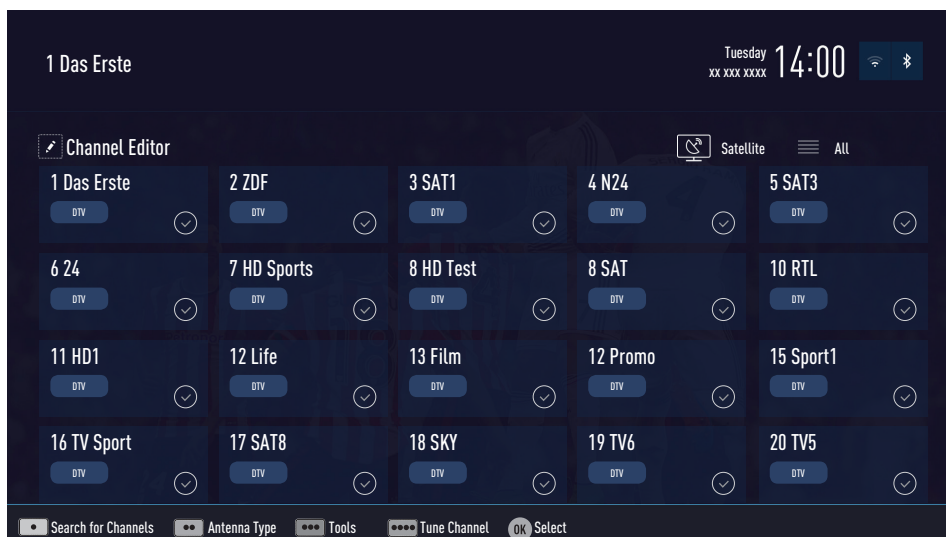 1 Das Erste
Tuesday
xx xxx xxxx
14:00
Channel Editor
Satellite
All
1 Das Erste
2 ZDF
3 SAT1
4 N24
5 SAT3
DTV
DTV
DTV
DTV
DTV
6 24
7 HD Sports
8 HD Test
8 SAT
10 RTL
DTV
DTV
DTV
DTV
DTV
11 HD1
12 Life
13 Film
12 Promo
15 Sport1
DTV
DTV
DTV
DTV
DTV
16 TV Sport
17 SAT8
18 SKY
19 TV6
20 TV5
DTV
DTV
DTV
DTV
DTV
Search for Channels
Antenna Type
Tools
Tune Channel
OK Select